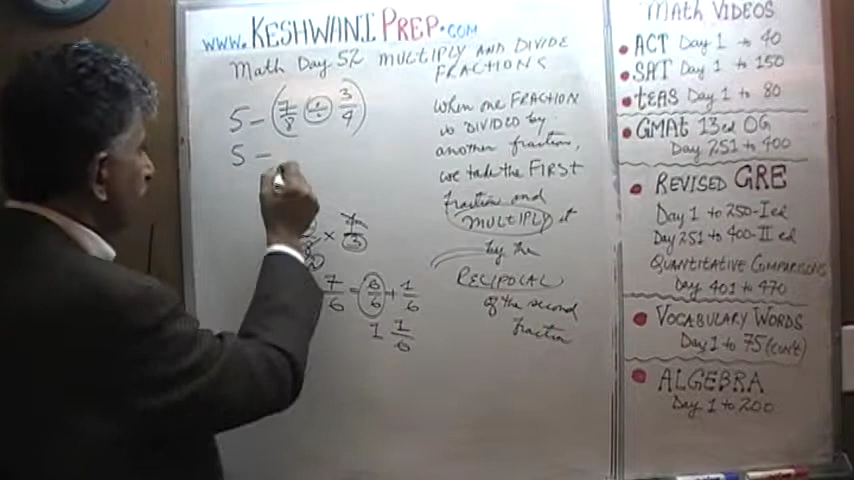 www.KESHWANI PREP.COM
Math Day 52 MULTIPLY AND DIVIDE
FRACTIONS
5 - (7/8 ÷ 3/4)
5 -
8 × 4/3
7/6 = 6/6 + 1/6
1 1/6
WHEN ONE FRACTION
is DIVIDED by
another fraction,
we take the FIRST
fraction and
MULTIPLY it
by the
RECIPOCAL
of the second
fraction
Math VIDEOS
ACT Day 1 to 40
SAT Day 1 to 150
tEAS Day 1 to 80
GMAt 13ed OG
Day 251 to 400
REVISED GRE
Day 1 to 250-I ed
Day 251 to 400-II ed
QUANTITATIVE COMPARISONS
Day 401 to 470
VOCABULARY WORDS
Day 1 to 75 (con't)
ALGEBRA
Day 1 to 200